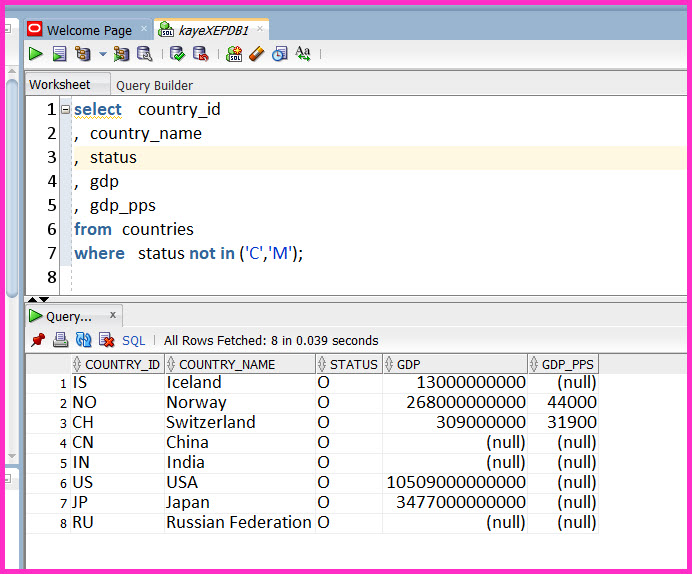 Welcome Page × kayeXEPDB1 ×
Worksheet Query Builder
1 select country_id
2 , country_name
3 , status
4 , gdp
5 , gdp_pps
6 from countries
7 where status not in ('C','M');
8
Query... x
SQL | All Rows Fetched: 8 in 0.039 seconds
COUNTRY_ID COUNTRY_NAME STATUS GDP GDP_PPS
1 IS Iceland O 13000000000 (null)
2 NO Norway O 268000000000 44000
3 CH Switzerland O 309000000 31900
4 CN China O (null) (null)
5 IN India O (null) (null)
6 US USA O 10509000000000 (null)
7 JP Japan O 3477000000000 (null)
8 RU Russian Federation O (null) (null)